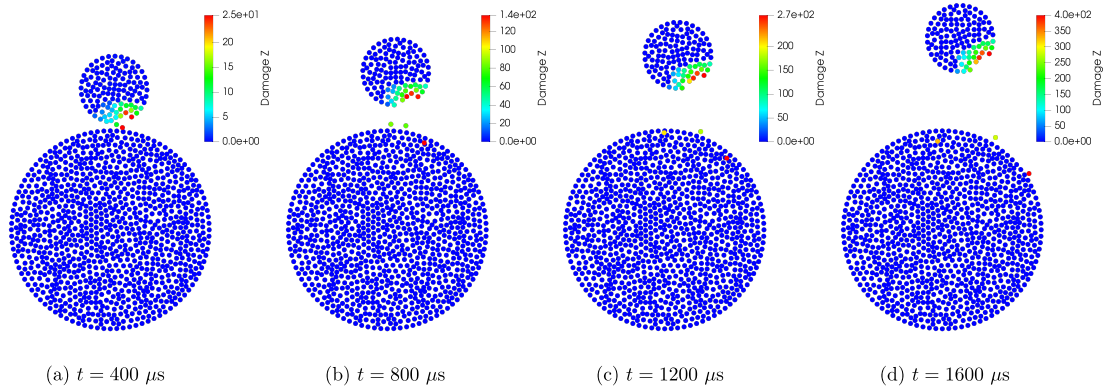 2.5e+01
20
15
10
5
0.0e+00
Damage Z
1.4e+02
120
100
80
60
40
20
0.0e+00
Damage Z
2.7e+02
200
150
100
50
0.0e+00
Damage Z
4.0e+02
350
300
250
200
150
100
50
0.0e+00
Damage Z
(a) t = 400 μs
(b) t = 800 μs
(c) t = 1200 μs
(d) t = 1600 μs